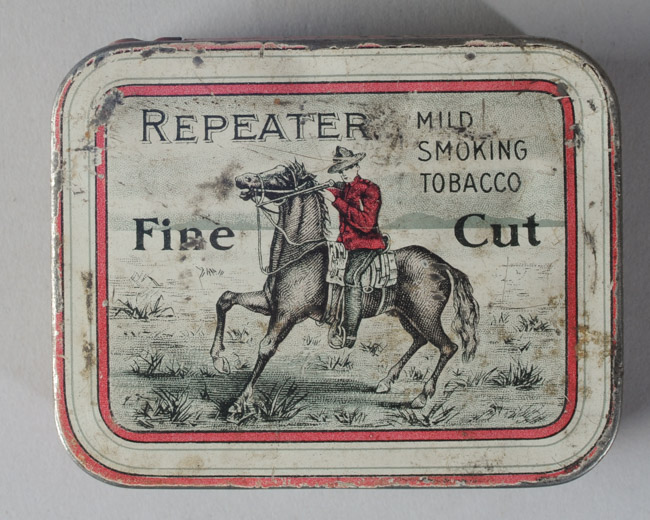 REPEATER
MILD
SMOKING
TOBACCO
Fine Cut